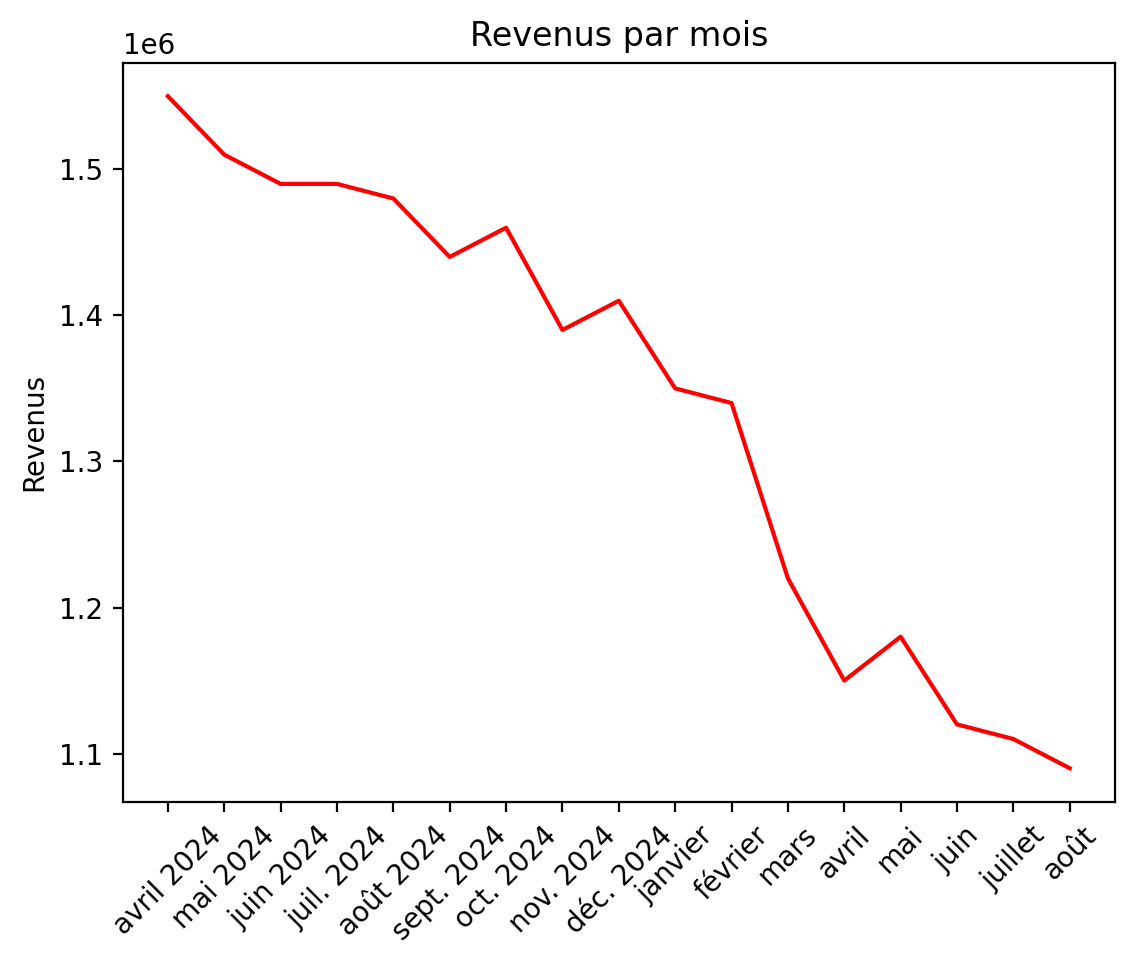 Revenus par mois
1e6
1.5
1.4
1.3
1.2
1.1
Revenus
avril 2024
mai 2024
juin 2024
juil. 2024
août 2024
sept. 2024
oct. 2024
nov. 2024
déc. 2024
janvier
février
mars
avril
mai
juin
juillet
août